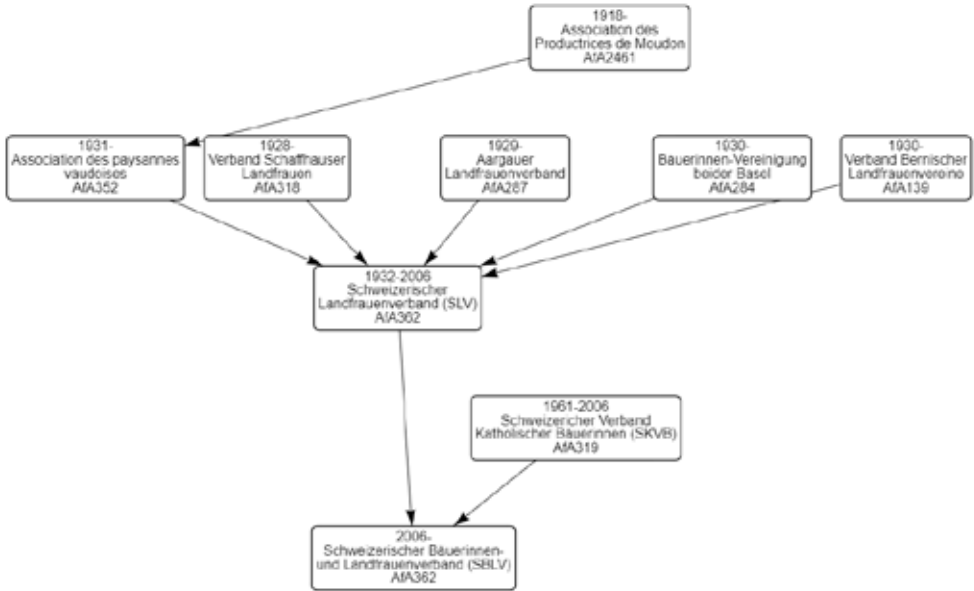 1918-
Association des
Productrices de Moudon
AfA2461
1931-
Association des paysannes
vaudoises
AfA352
1928-
Verband Schaffhauser
Landfrauen
AfA318
1929-
Aargauer
Landfrauenverband
AfA287
1930-
Bäuerinnen-Vereinigung
beider Basel
AfA284
1930-
Verband Bernischer
Landfrauenvereine
AfA139
1932-2006
Schweizerischer
Landfrauenverband (SLV)
AfA362
1961-2006
Schweizericher Verband
Katholischer Bäuerinnen (SKVB)
AfA319
2006-
Schweizerischer Bäuerinnen-
und Landfrauenverband (SBLV)
AfA362